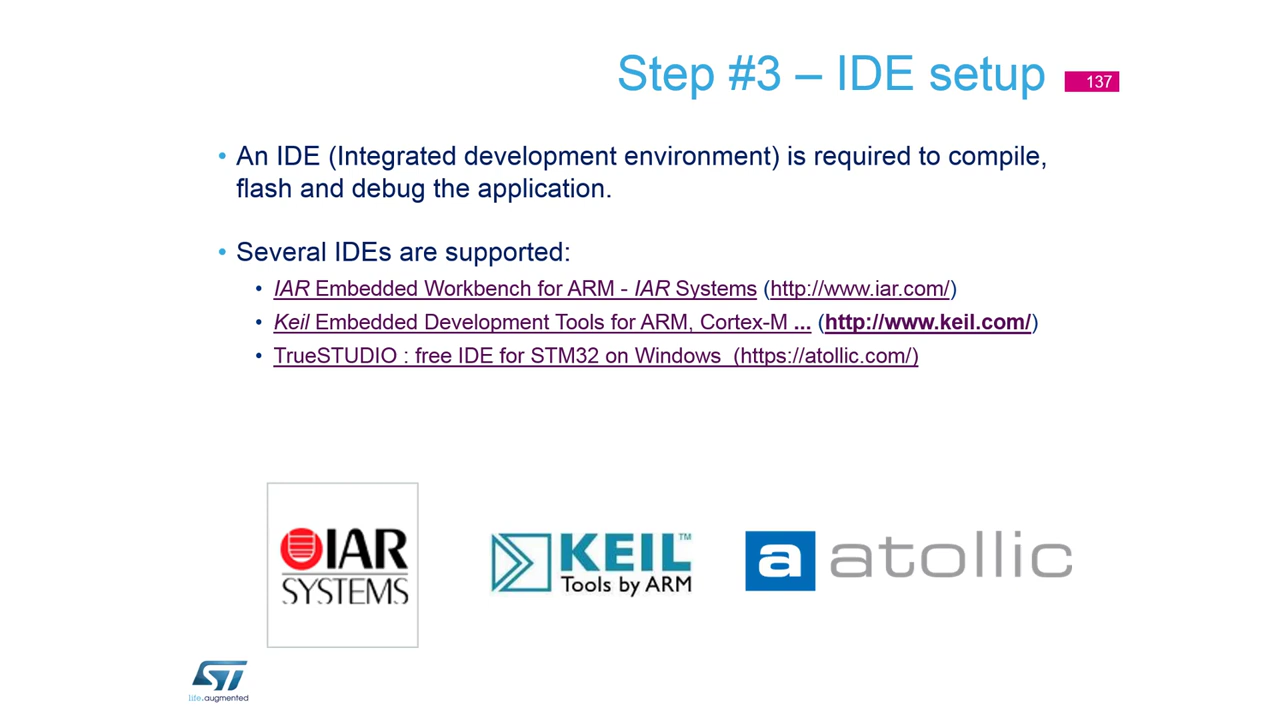 Step #3 – IDE setup
137
• An IDE (Integrated development environment) is required to compile,
flash and debug the application.
• Several IDEs are supported:
• IAR Embedded Workbench for ARM - IAR Systems (http://www.iar.com/)
• Keil Embedded Development Tools for ARM, Cortex-M ... (http://www.keil.com/)
• TrueSTUDIO : free IDE for STM32 on Windows (https://atollic.com/)
IAR
SYSTEMS
KEIL™
Tools by ARM
a atollic
ST
life.augmented